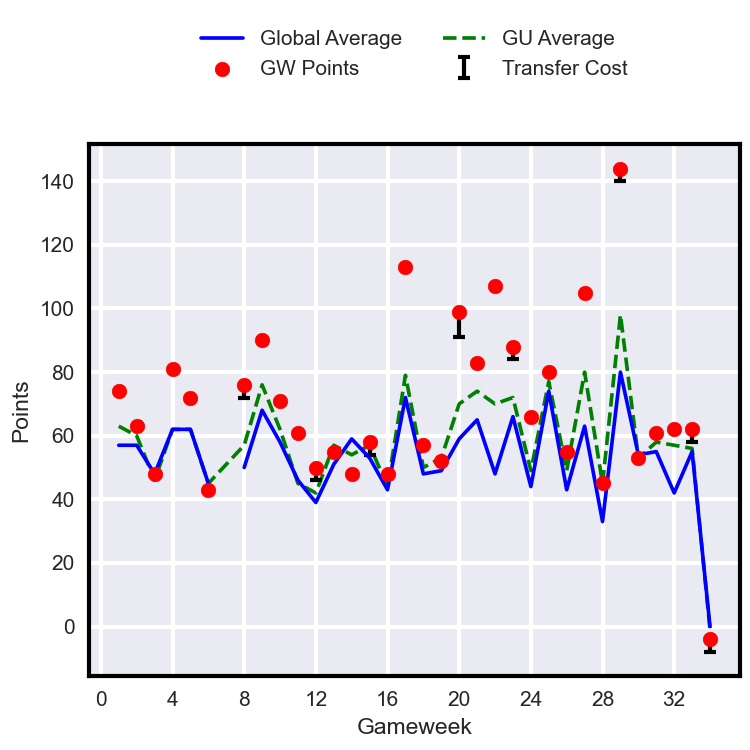 Global Average
GU Average
GW Points
Transfer Cost
140
120
100
80
60
40
20
0
Points
0 4 8 12 16 20 24 28 32
Gameweek